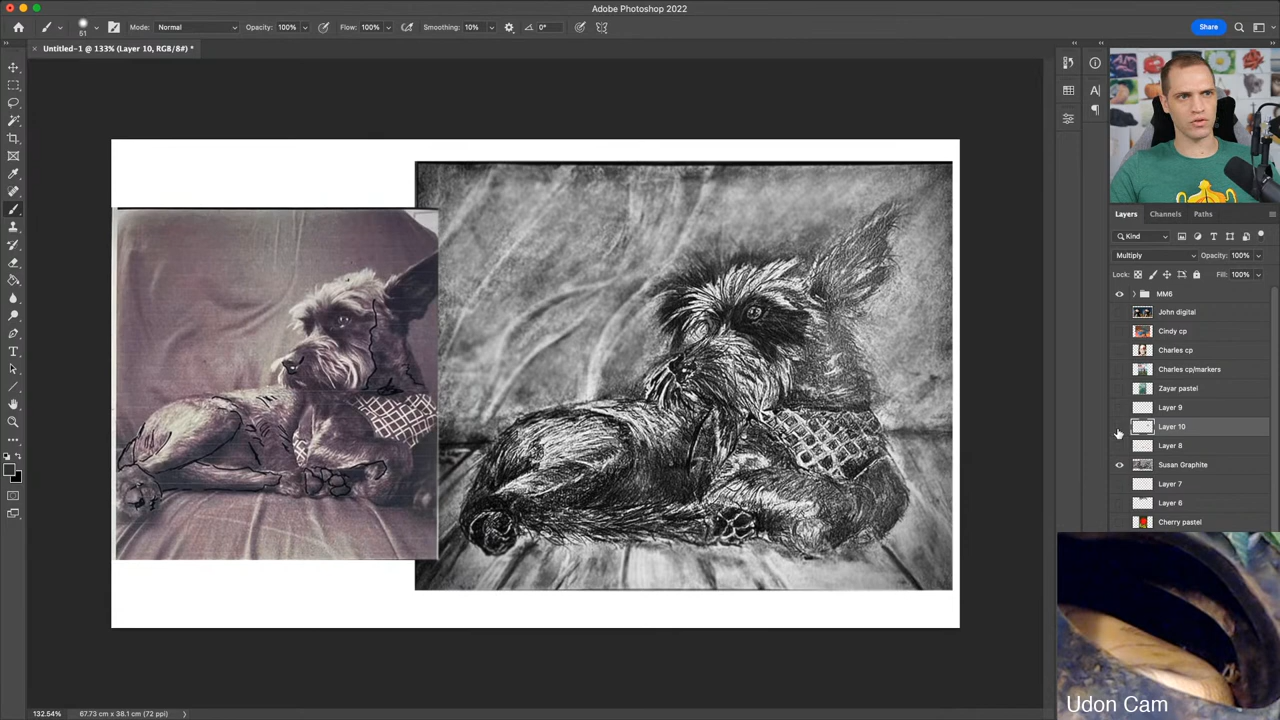 Adobe Photoshop 2022
51
Mode: Normal
Opacity: 100%
Flow: 100%
Smoothing: 10%
0°
Share
Untitled-1 @ 133% (Layer 10, RGB/8#) *
Layers
Channels
Paths
Kind
Multiply
Opacity: 100%
Lock:
Fill: 100%
MM6
John digital
Cindy cp
Charles cp
Charles cp/markers
Zayar pastel
Layer 9
Layer 10
Layer 8
Susan Graphite
Layer 7
Layer 6
Cherry pastel
Udon Cam
132.54%
67.73 cm x 38.1 cm (72 ppi)